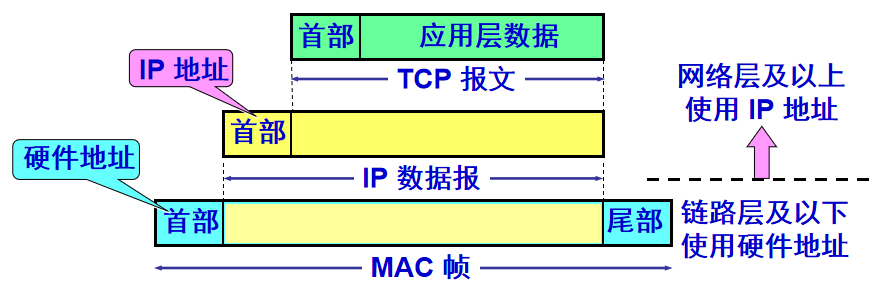 首部
应用层数据
IP 地址
TCP 报文
网络层及以上
使用 IP 地址
首部
硬件地址
IP 数据报
首部
尾部
链路层及以下
使用硬件地址
MAC 帧